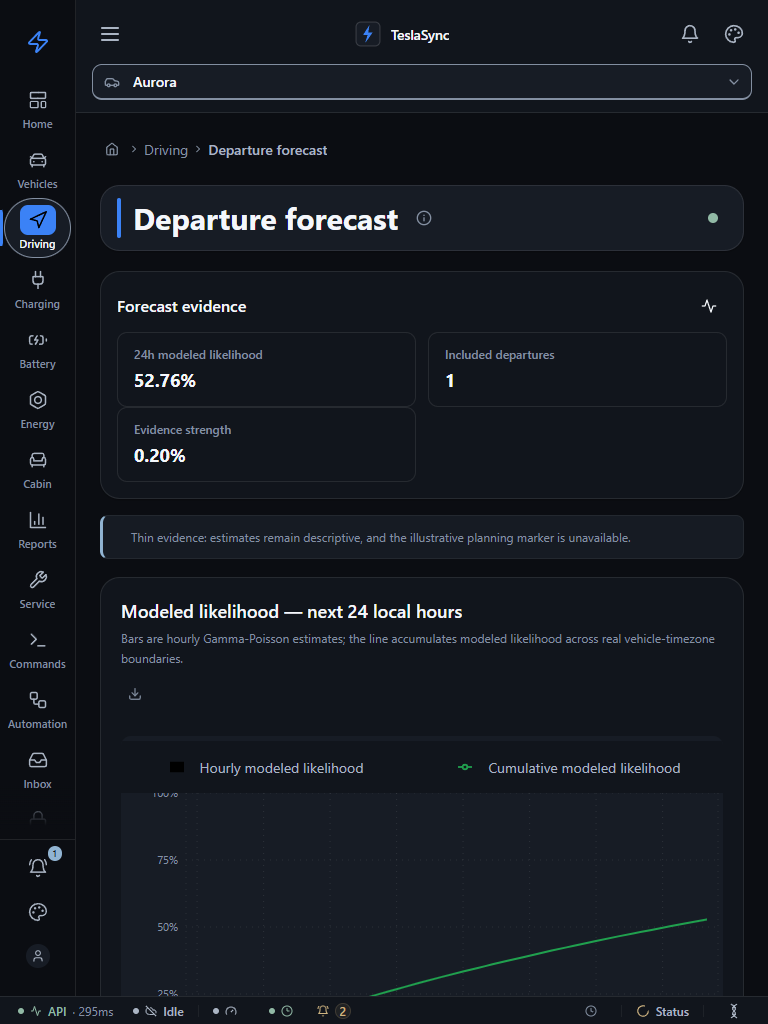 TeslaSync
Aurora
Home
Vehicles
Driving
Charging
Battery
Energy
Cabin
Reports
Service
Commands
Automation
Inbox
1
Driving
Departure forecast
Departure forecast
Forecast evidence
24h modeled likelihood
52.76%
Included departures
1
Evidence strength
0.20%
Thin evidence: estimates remain descriptive, and the illustrative planning marker is unavailable.
Modeled likelihood — next 24 local hours
Bars are hourly Gamma-Poisson estimates; the line accumulates modeled likelihood across real vehicle-timezone
boundaries.
Hourly modeled likelihood
Cumulative modeled likelihood
100%
75%
50%
25%
API · 295ms
Idle
2
Status